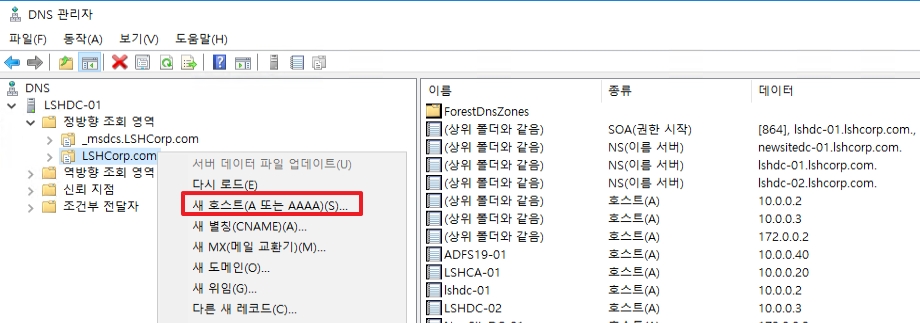 DNS 관리자
파일(F) 동작(A) 보기(V) 도움말(H)
DNS
LSHDC-01
정방향 조회 영역
_msdcs.LSHCorp.com
LSHCorp.com
역방향 조회 영역
신뢰 지점
조건부 전달자
서버 데이터 파일 업데이트(U)
다시 로드(E)
새 호스트(A 또는 AAAA)(S)...
새 별칭(CNAME)(A)...
새 MX(메일 교환기)(M)...
새 도메인(O)...
새 위임(G)...
다른 새 레코드(C)...
이름 종류 데이터
ForestDnsZones
(상위 폴더와 같음) SOA(권한 시작) [864], lshdc-01.lshcorp.com.,
(상위 폴더와 같음) NS(이름 서버) newsitedc-01.lshcorp.com.
(상위 폴더와 같음) NS(이름 서버) lshdc-01.lshcorp.com.
(상위 폴더와 같음) NS(이름 서버) lshdc-02.lshcorp.com.
(상위 폴더와 같음) 호스트(A) 10.0.0.2
(상위 폴더와 같음) 호스트(A) 10.0.0.3
(상위 폴더와 같음) 호스트(A) 172.0.0.2
ADFS19-01 호스트(A) 10.0.0.40
LSHCA-01 호스트(A) 10.0.0.20
lshdc-01 호스트(A) 10.0.0.2
LSHDC-02 호스트(A) 10.0.0.3